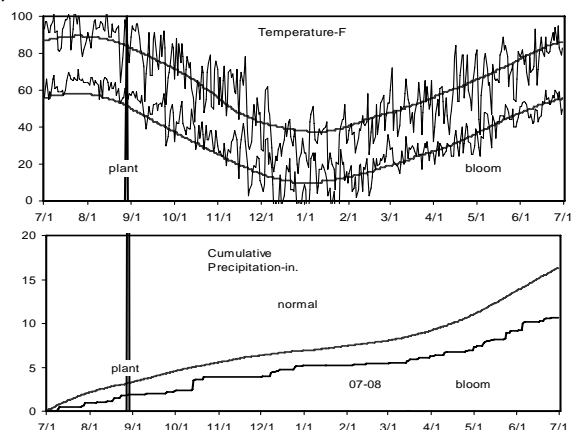 100
Temperature-F
80
60
40
20
plant
bloom
0
7/1 8/1 9/1 10/1 11/1 12/1 1/1 2/1 3/1 4/1 5/1 6/1 7/1
20
Cumulative
Precipitation-in.
15
normal
10
5
plant
07-08 bloom
0
7/1 8/1 9/1 10/1 11/1 12/1 1/1 2/1 3/1 4/1 5/1 6/1 7/1